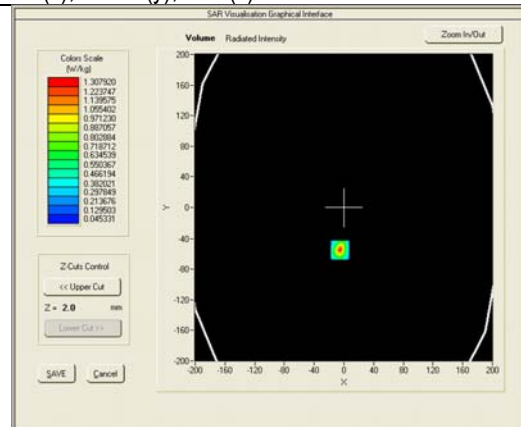 SAR Visualisation Graphical Interface
Volume Radiated Intensity
Zoom In/Out
Colors Scale
(W/kg)
1.307920
1.223747
1.139575
1.055402
0.971230
0.887057
0.802884
0.718712
0.634539
0.550367
0.466194
0.382021
0.297849
0.213676
0.129503
0.045331
Z-Cuts Control
<< Upper Cut
Z = 2.0 mm
Lower Cut >>
SAVE
Cancel
200
160
120
80
40
0
-40
-80
-120
-160
-200
Y
-200 -160 -120 -80 -40 0 40 80 120 160 200
X